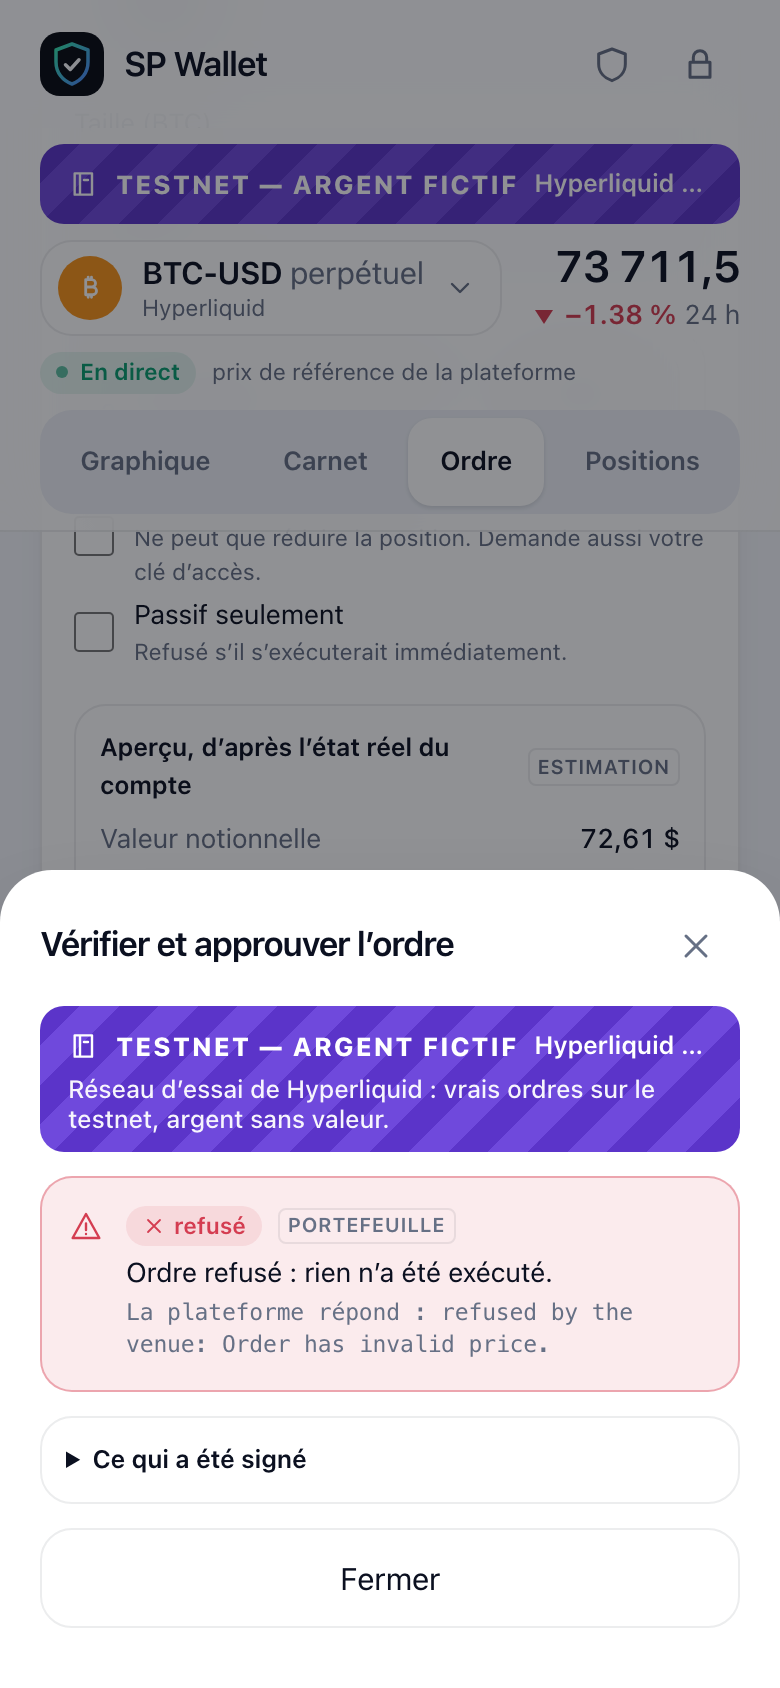 SP Wallet
Taille (BTC)
TESTNET — ARGENT FICTIF Hyperliquid ...
BTC-USD perpétuel
Hyperliquid
73 711,5
▼ −1.38 % 24 h
En direct prix de référence de la plateforme
Graphique Carnet Ordre Positions
Ne peut que réduire la position. Demande aussi votre
clé d’accès.
Passif seulement
Refusé s’il s’exécuterait immédiatement.
Aperçu, d’après l’état réel du
compte
ESTIMATION
Valeur notionnelle 72,61 $
Vérifier et approuver l’ordre
TESTNET — ARGENT FICTIF Hyperliquid ...
Réseau d’essai de Hyperliquid : vrais ordres sur le
testnet, argent sans valeur.
refusé PORTEFEUILLE
Ordre refusé : rien n’a été exécuté.
La plateforme répond : refused by the
venue: Order has invalid price.
Ce qui a été signé
Fermer